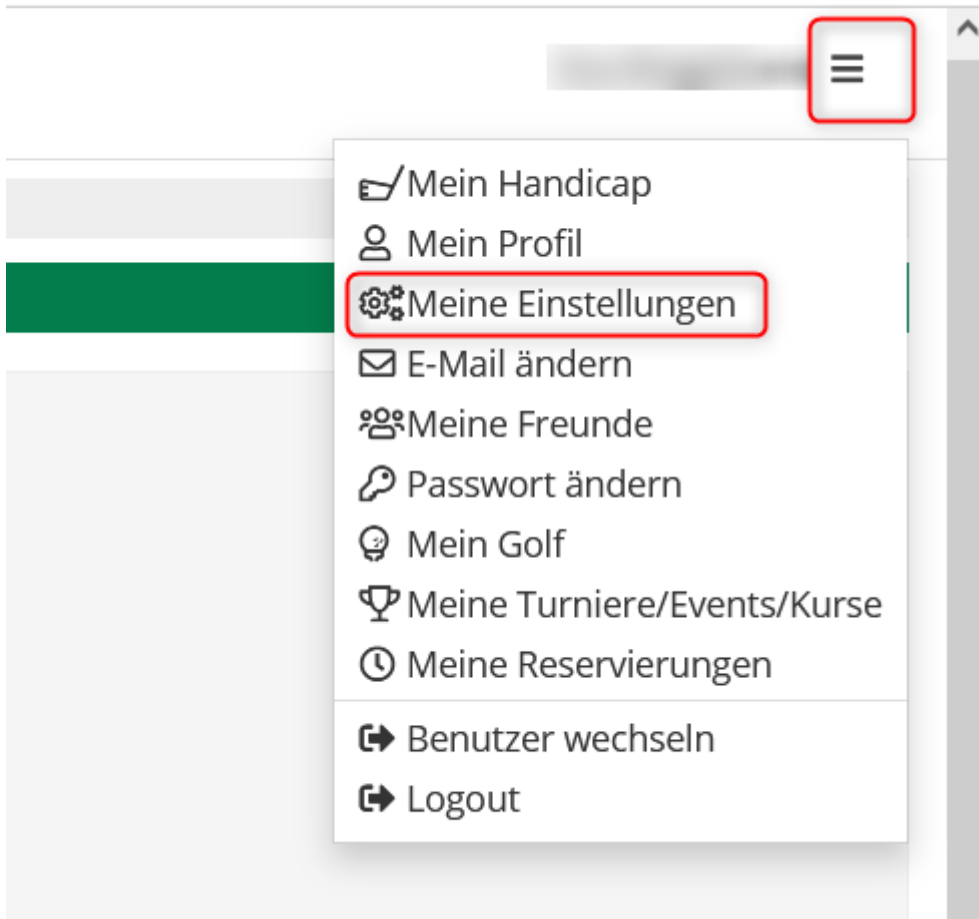 Mein Handicap
Mein Profil
Meine Einstellungen
E-Mail ändern
Meine Freunde
Passwort ändern
Mein Golf
Meine Turniere/Events/Kurse
Meine Reservierungen
Benutzer wechseln
Logout